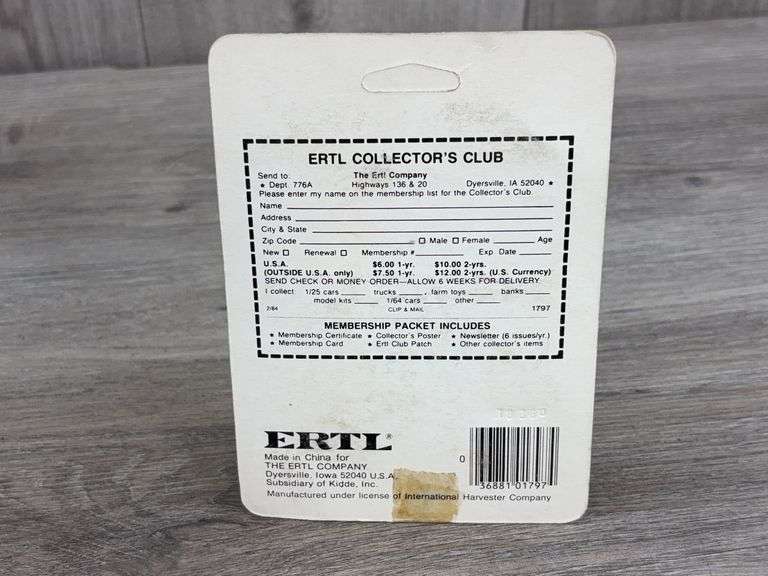 ERTL COLLECTOR'S CLUB
Send to: The Ertl Company
★ Dept. 776A Highways 136 & 20 Dyersville, IA 52040 ★
Please enter my name on the membership list for the Collector's Club.
Name
Address
City & State
Zip Code □ Male □ Female Age
New □ Renewal □ Membership # Exp. Date
U.S.A. $6.00 1-yr. $10.00 2-yrs.
(OUTSIDE U.S.A. only) $7.50 1-yr. $12.00 2-yrs. (U.S. Currency)
SEND CHECK OR MONEY ORDER—ALLOW 6 WEEKS FOR DELIVERY.
I collect 1/25 cars trucks , farm toys banks
model kits 1/64 cars other
2/84 CLIP & MAIL 1797
MEMBERSHIP PACKET INCLUDES
★ Membership Certificate ★ Collector's Poster ★ Newsletter (6 issues/yr.)
★ Membership Card ★ Ertl Club Patch ★ Other collector's items
ERTL®
Made in China for
THE ERTL COMPANY
Dyersville, Iowa 52040 U.S.A.
Subsidiary of Kidde, Inc.
Manufactured under license of International Harvester Company
0 36881 01797